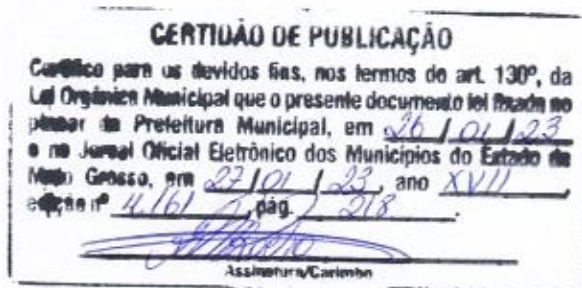 CERTIDÃO DE PUBLICAÇÃO
Certifico para os devidos fins, nos termos do art. 130º, da
Lei Orgânica Municipal que o presente documento foi fixado no
placar da Prefeitura Municipal, em 26 / 01 / 23
e no Jornal Oficial Eletrônico dos Municípios do Estado de
Mato Grosso, em 27 / 01 / 23, ano XVII
edição nº 4.161, pág. 218.
Assinatura/Carimbo